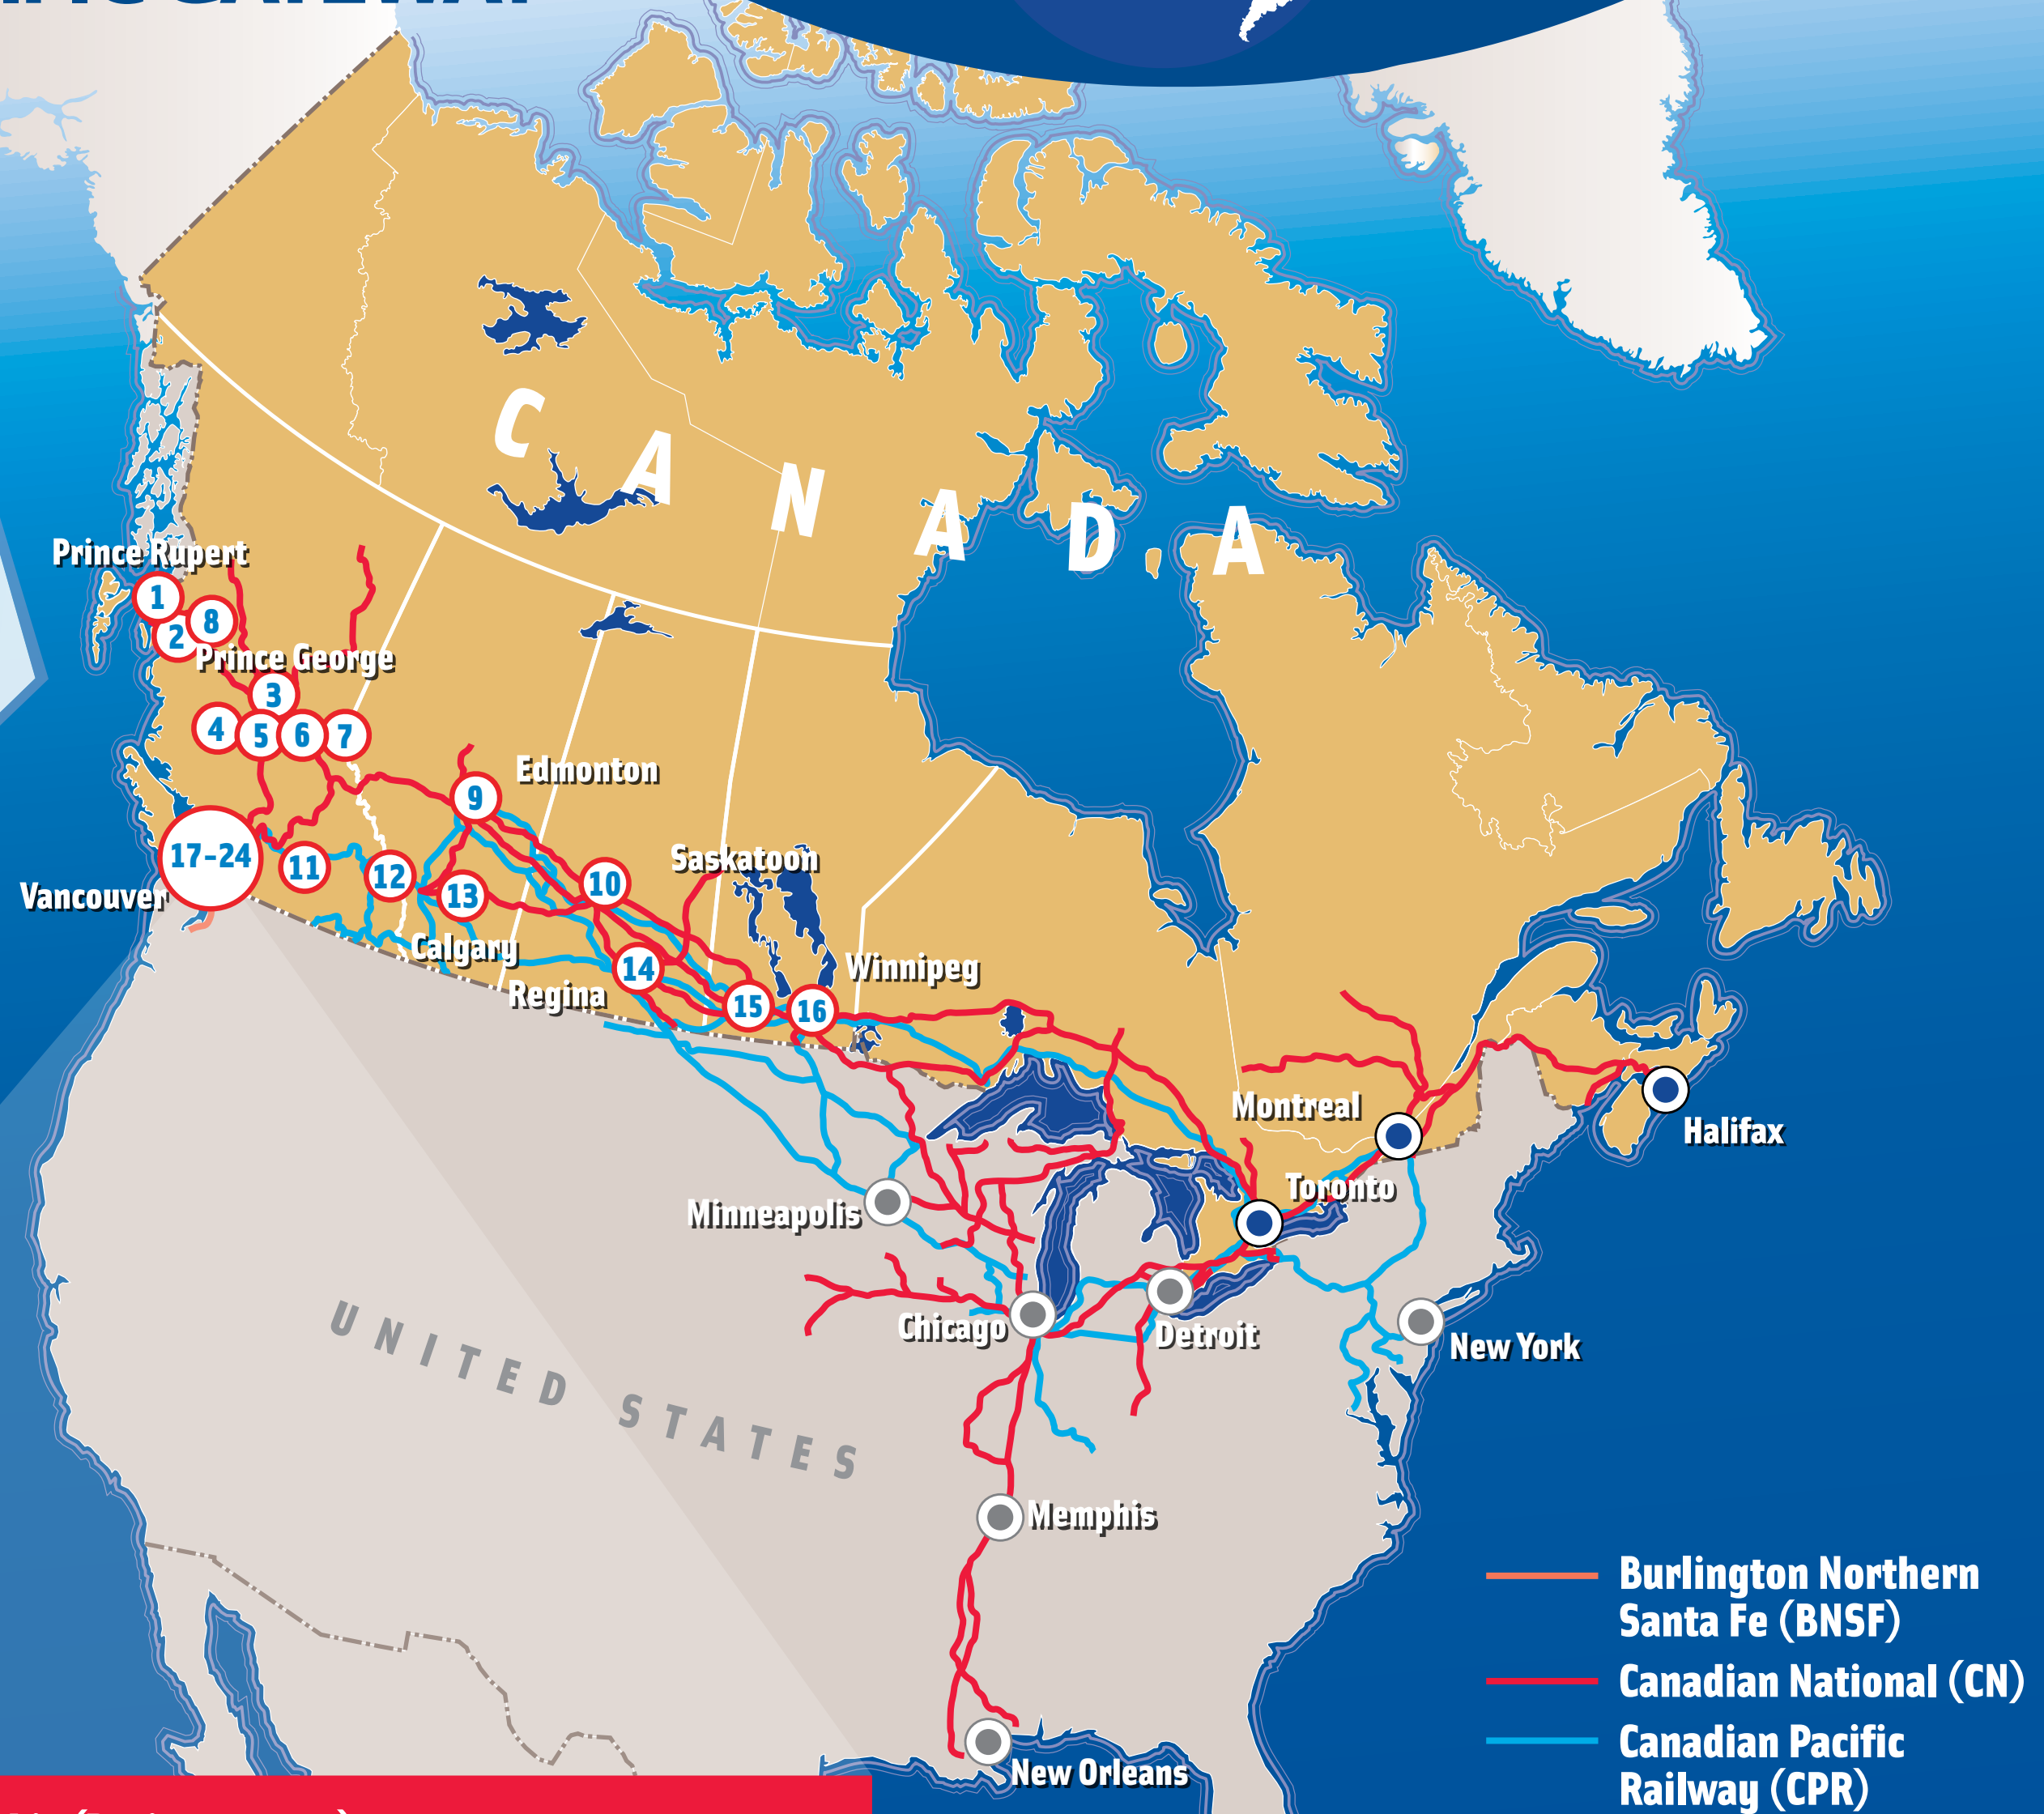 C A N A D A
Prince Rupert
1
8
2
Prince George
3
4
5
6
7
Edmonton
9
17-24
11
12
13
10
Saskatoon
Vancouver
Calgary
14
Regina
15
16
Winnipeg
Montreal
Halifax
Toronto
Minneapolis
Chicago
Detroit
New York
UNITED STATES
Memphis
New Orleans
Burlington Northern
Santa Fe (BNSF)
Canadian National (CN)
Canadian Pacific
Railway (CPR)